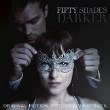 FIFTY SHADES
DARKER
ORIGINAL MOTION PICTURE SOUNDTRACK